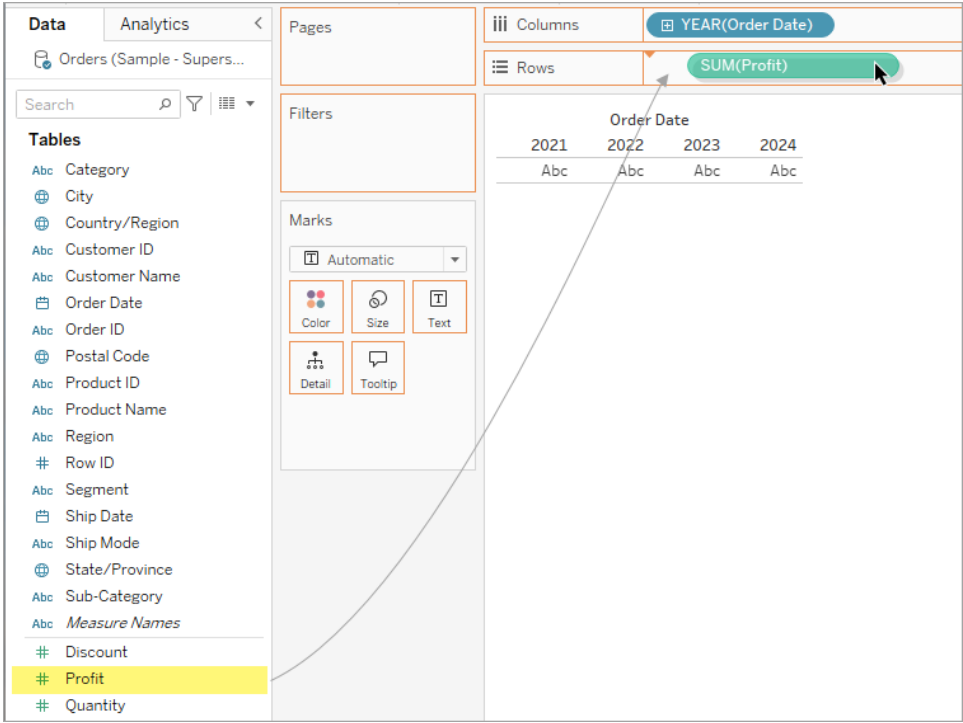 Data Analytics
Orders (Sample - Supers...
Search
Tables
Abc Category
City
Country/Region
Abc Customer ID
Abc Customer Name
Order Date
Abc Order ID
Postal Code
Abc Product ID
Abc Product Name
Abc Region
# Row ID
Abc Segment
Ship Date
Abc Ship Mode
State/Province
Abc Sub-Category
Abc Measure Names
# Discount
# Profit
# Quantity
Pages
Filters
Marks
T Automatic
Color Size T Text
Detail Tooltip
Columns YEAR(Order Date)
Rows SUM(Profit)
Order Date
2021 2022 2023 2024
Abc Abc Abc Abc